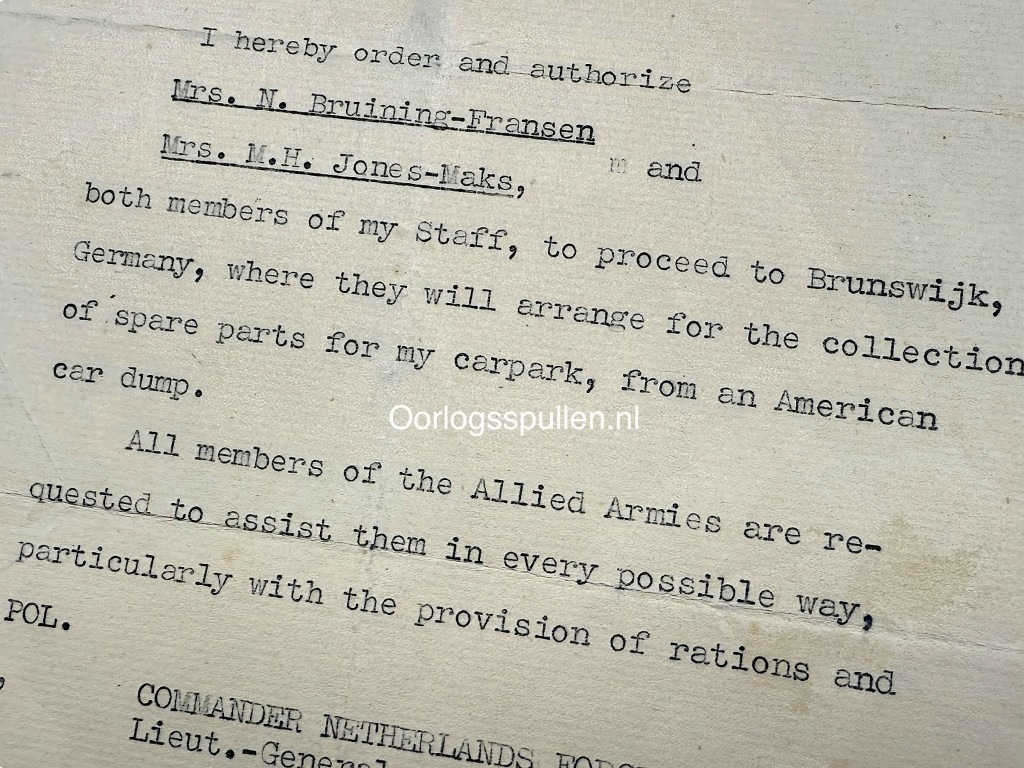 I hereby order and authorize
Mrs. N. Bruining-Fransen
m and
Mrs. M.H. Jones-Maks,
both members of my Staff, to proceed to Brunswijk,
Germany, where they will arrange for the collection
of spare parts for my carpark, from an American
car dump.
Oorlogsspullen.nl
All members of the Allied Armies are re-
quested to assist them in every possible way,
particularly with the provision of rations and
POL.
COMMANDER NETHERLANDS
Lieut.-General